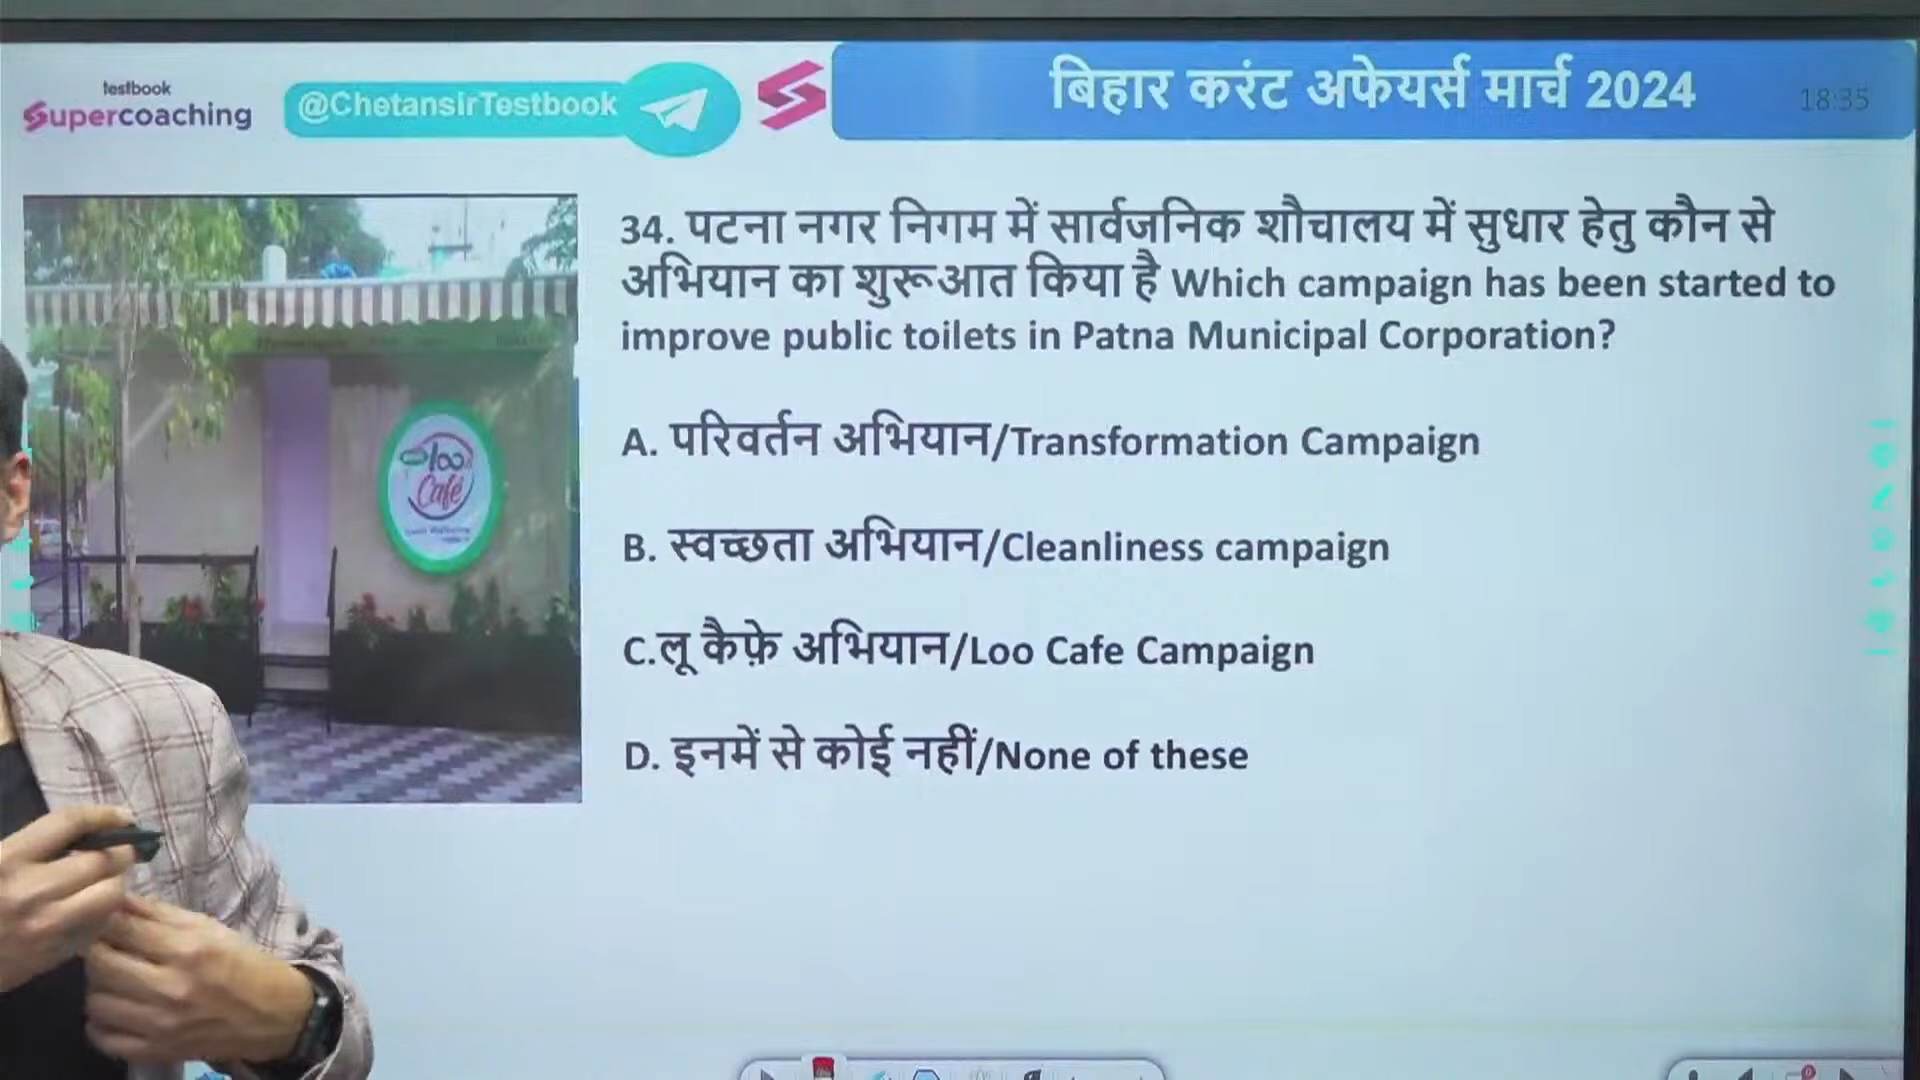 testbook
Supercoaching
@ChetansirTestbook
बिहार करंट अफेयर्स मार्च 2024
18:35
34. पटना नगर निगम में सार्वजनिक शौचालय में सुधार हेतु कौन से
अभियान का शुरूआत किया है Which campaign has been started to
improve public toilets in Patna Municipal Corporation?
loo
Café
A. परिवर्तन अभियान/Transformation Campaign
B. स्वच्छता अभियान/Cleanliness campaign
C.लू कैफ़े अभियान/Loo Cafe Campaign
D. इनमें से कोई नहीं/None of these